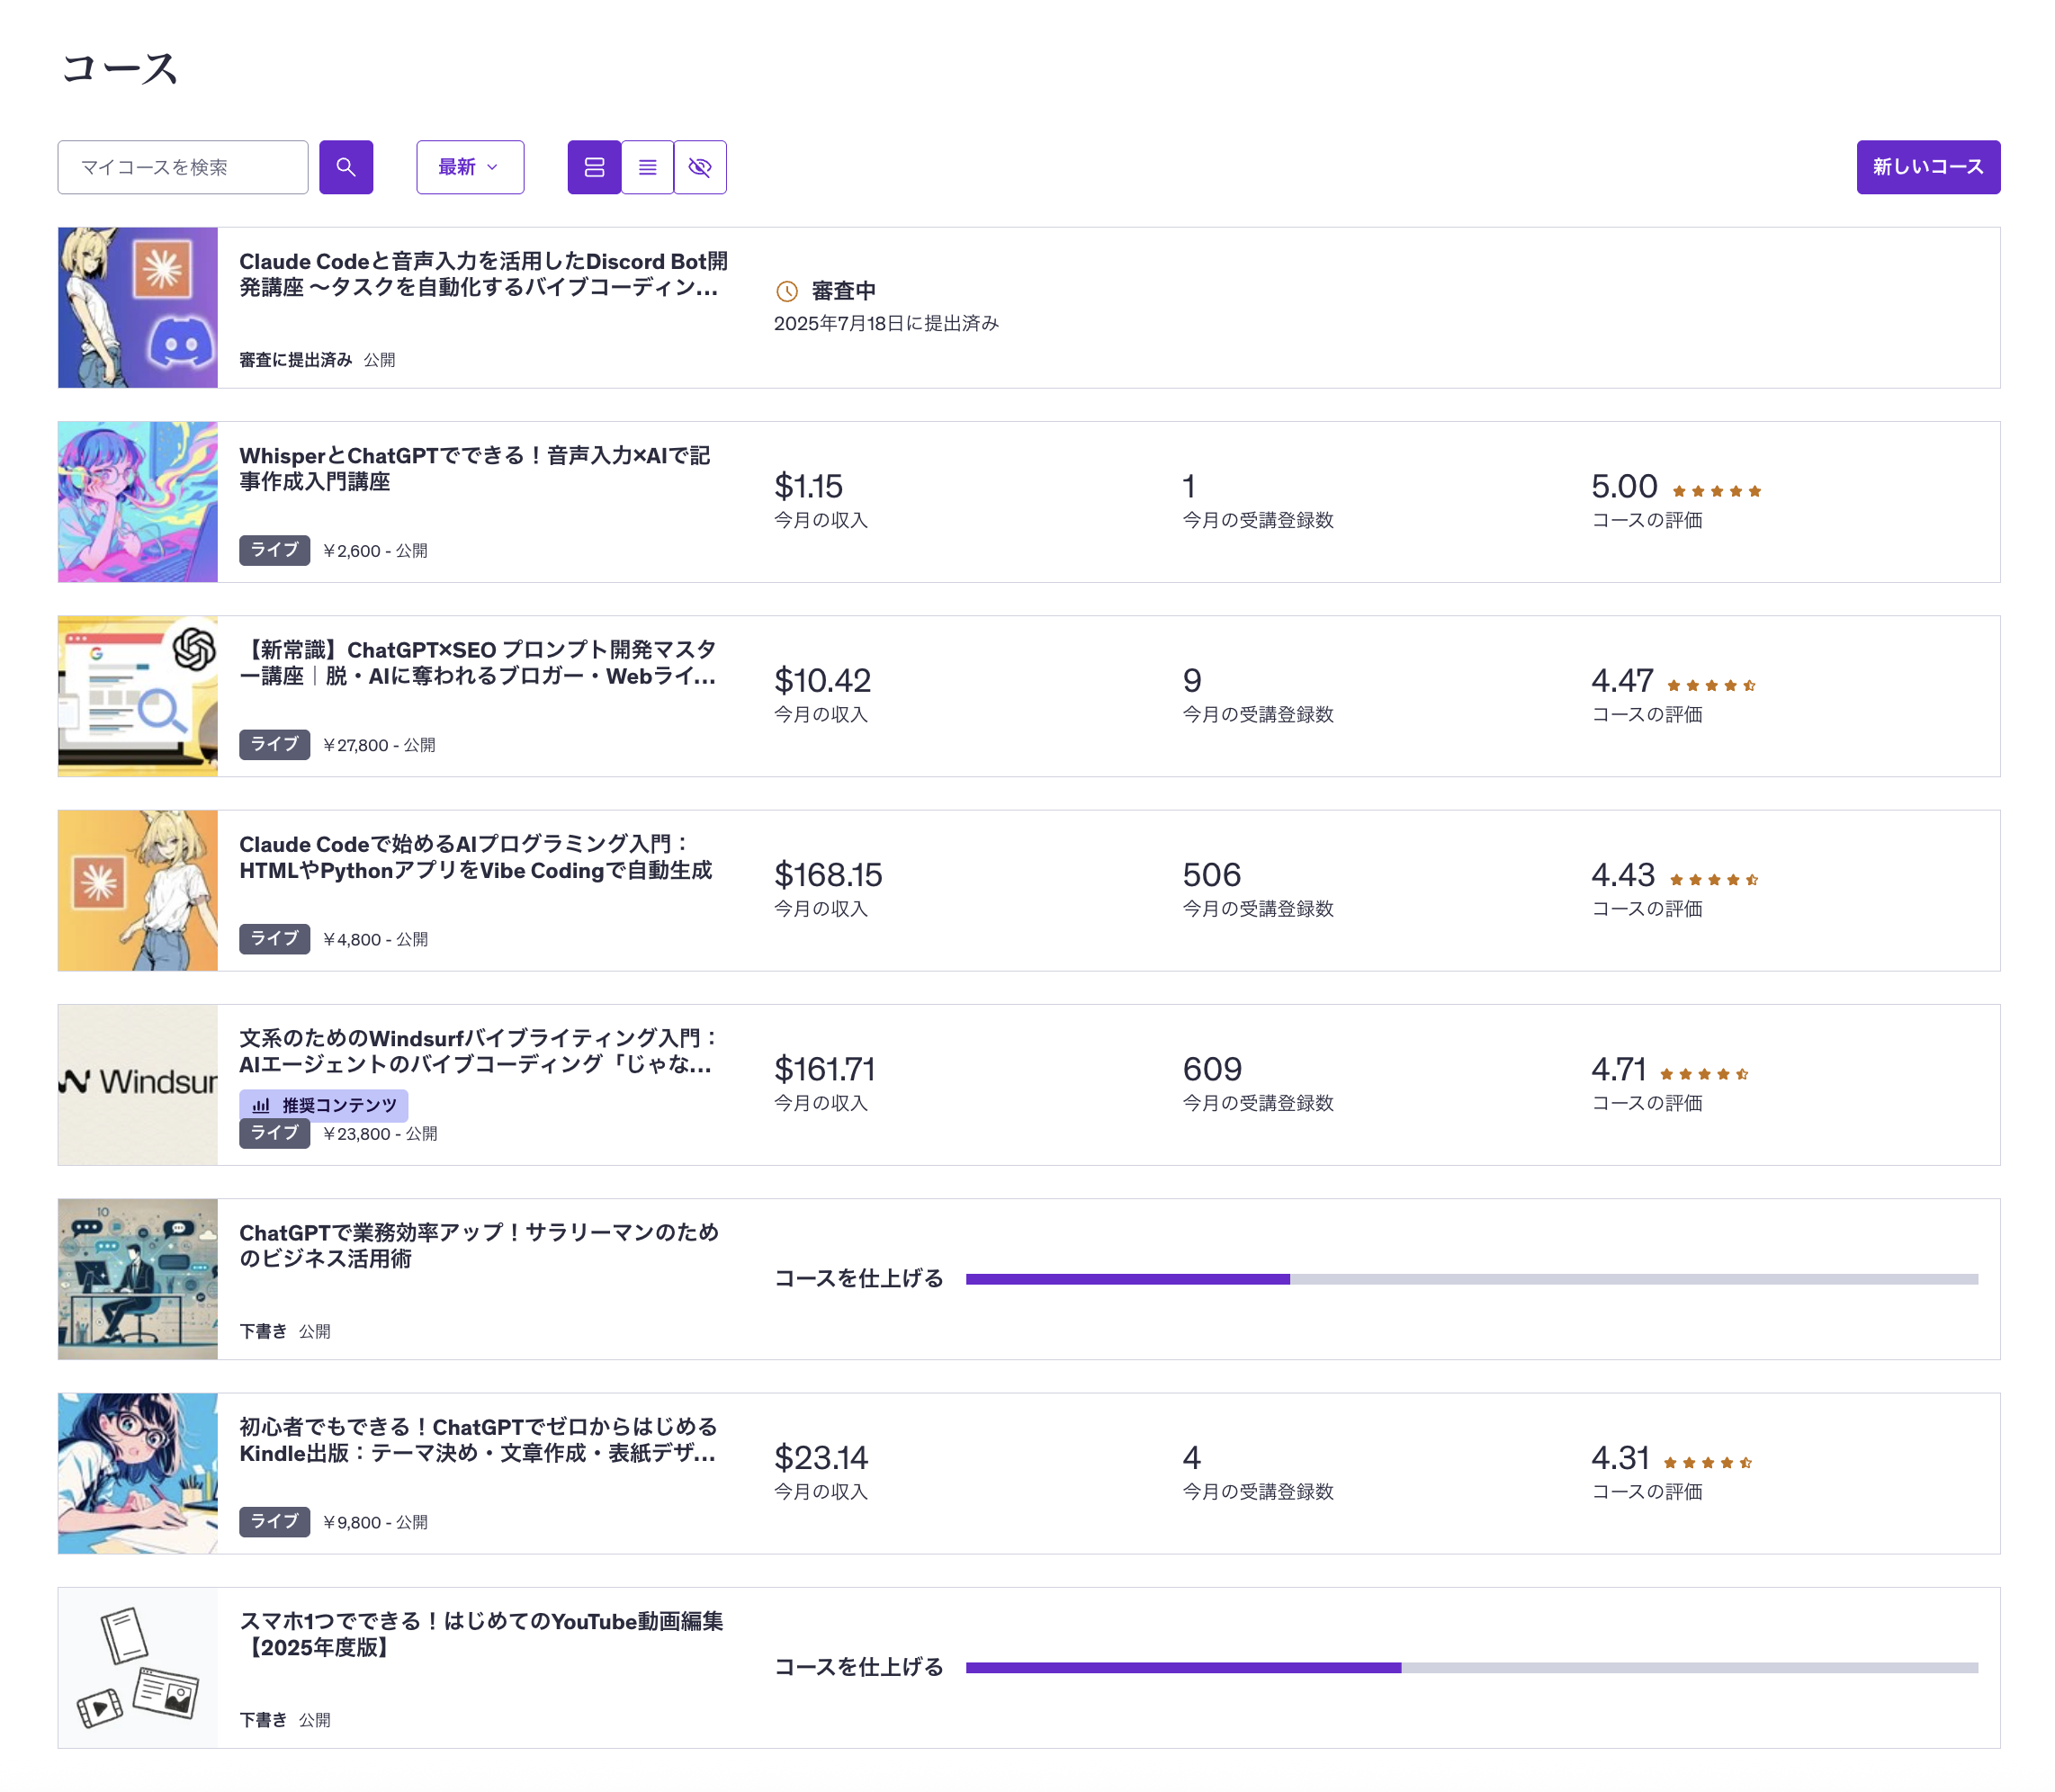 コース
マイコースを検索
最新
新しいコース
Claude Codeと音声入力を活用したDiscord Bot開
発講座 〜タスクを自動化するバイブコーディン...
審査に提出済み 公開
審査中
2025年7月18日に提出済み
WhisperとChatGPTでできる！音声入力×AIで記
事作成入門講座
ライブ ￥2,600 - 公開
$1.15
今月の収入
1
今月の受講登録数
5.00
コースの評価
【新常識】ChatGPT×SEO プロンプト開発マスタ
ー講座｜脱・AIに奪われるブロガー・Webライ...
ライブ ￥27,800 - 公開
$10.42
今月の収入
9
今月の受講登録数
4.47
コースの評価
Claude Codeで始めるAIプログラミング入門：
HTMLやPythonアプリをVibe Codingで自動生成
ライブ ￥4,800 - 公開
$168.15
今月の収入
506
今月の受講登録数
4.43
コースの評価
Windsur
文系のためのWindsurfバイブライティング入門：
AIエージェントのバイブコーディング「じゃな...
推奨コンテンツ
ライブ ￥23,800 - 公開
$161.71
今月の収入
609
今月の受講登録数
4.71
コースの評価
10
ChatGPTで業務効率アップ！サラリーマンのため
のビジネス活用術
下書き 公開
コースを仕上げる
初心者でもできる！ChatGPTでゼロからはじめる
Kindle出版：テーマ決め・文章作成・表紙デザ...
ライブ ￥9,800 - 公開
$23.14
今月の収入
4
今月の受講登録数
4.31
コースの評価
スマホ1つでできる！はじめてのYouTube動画編集
【2025年度版】
下書き 公開
コースを仕上げる